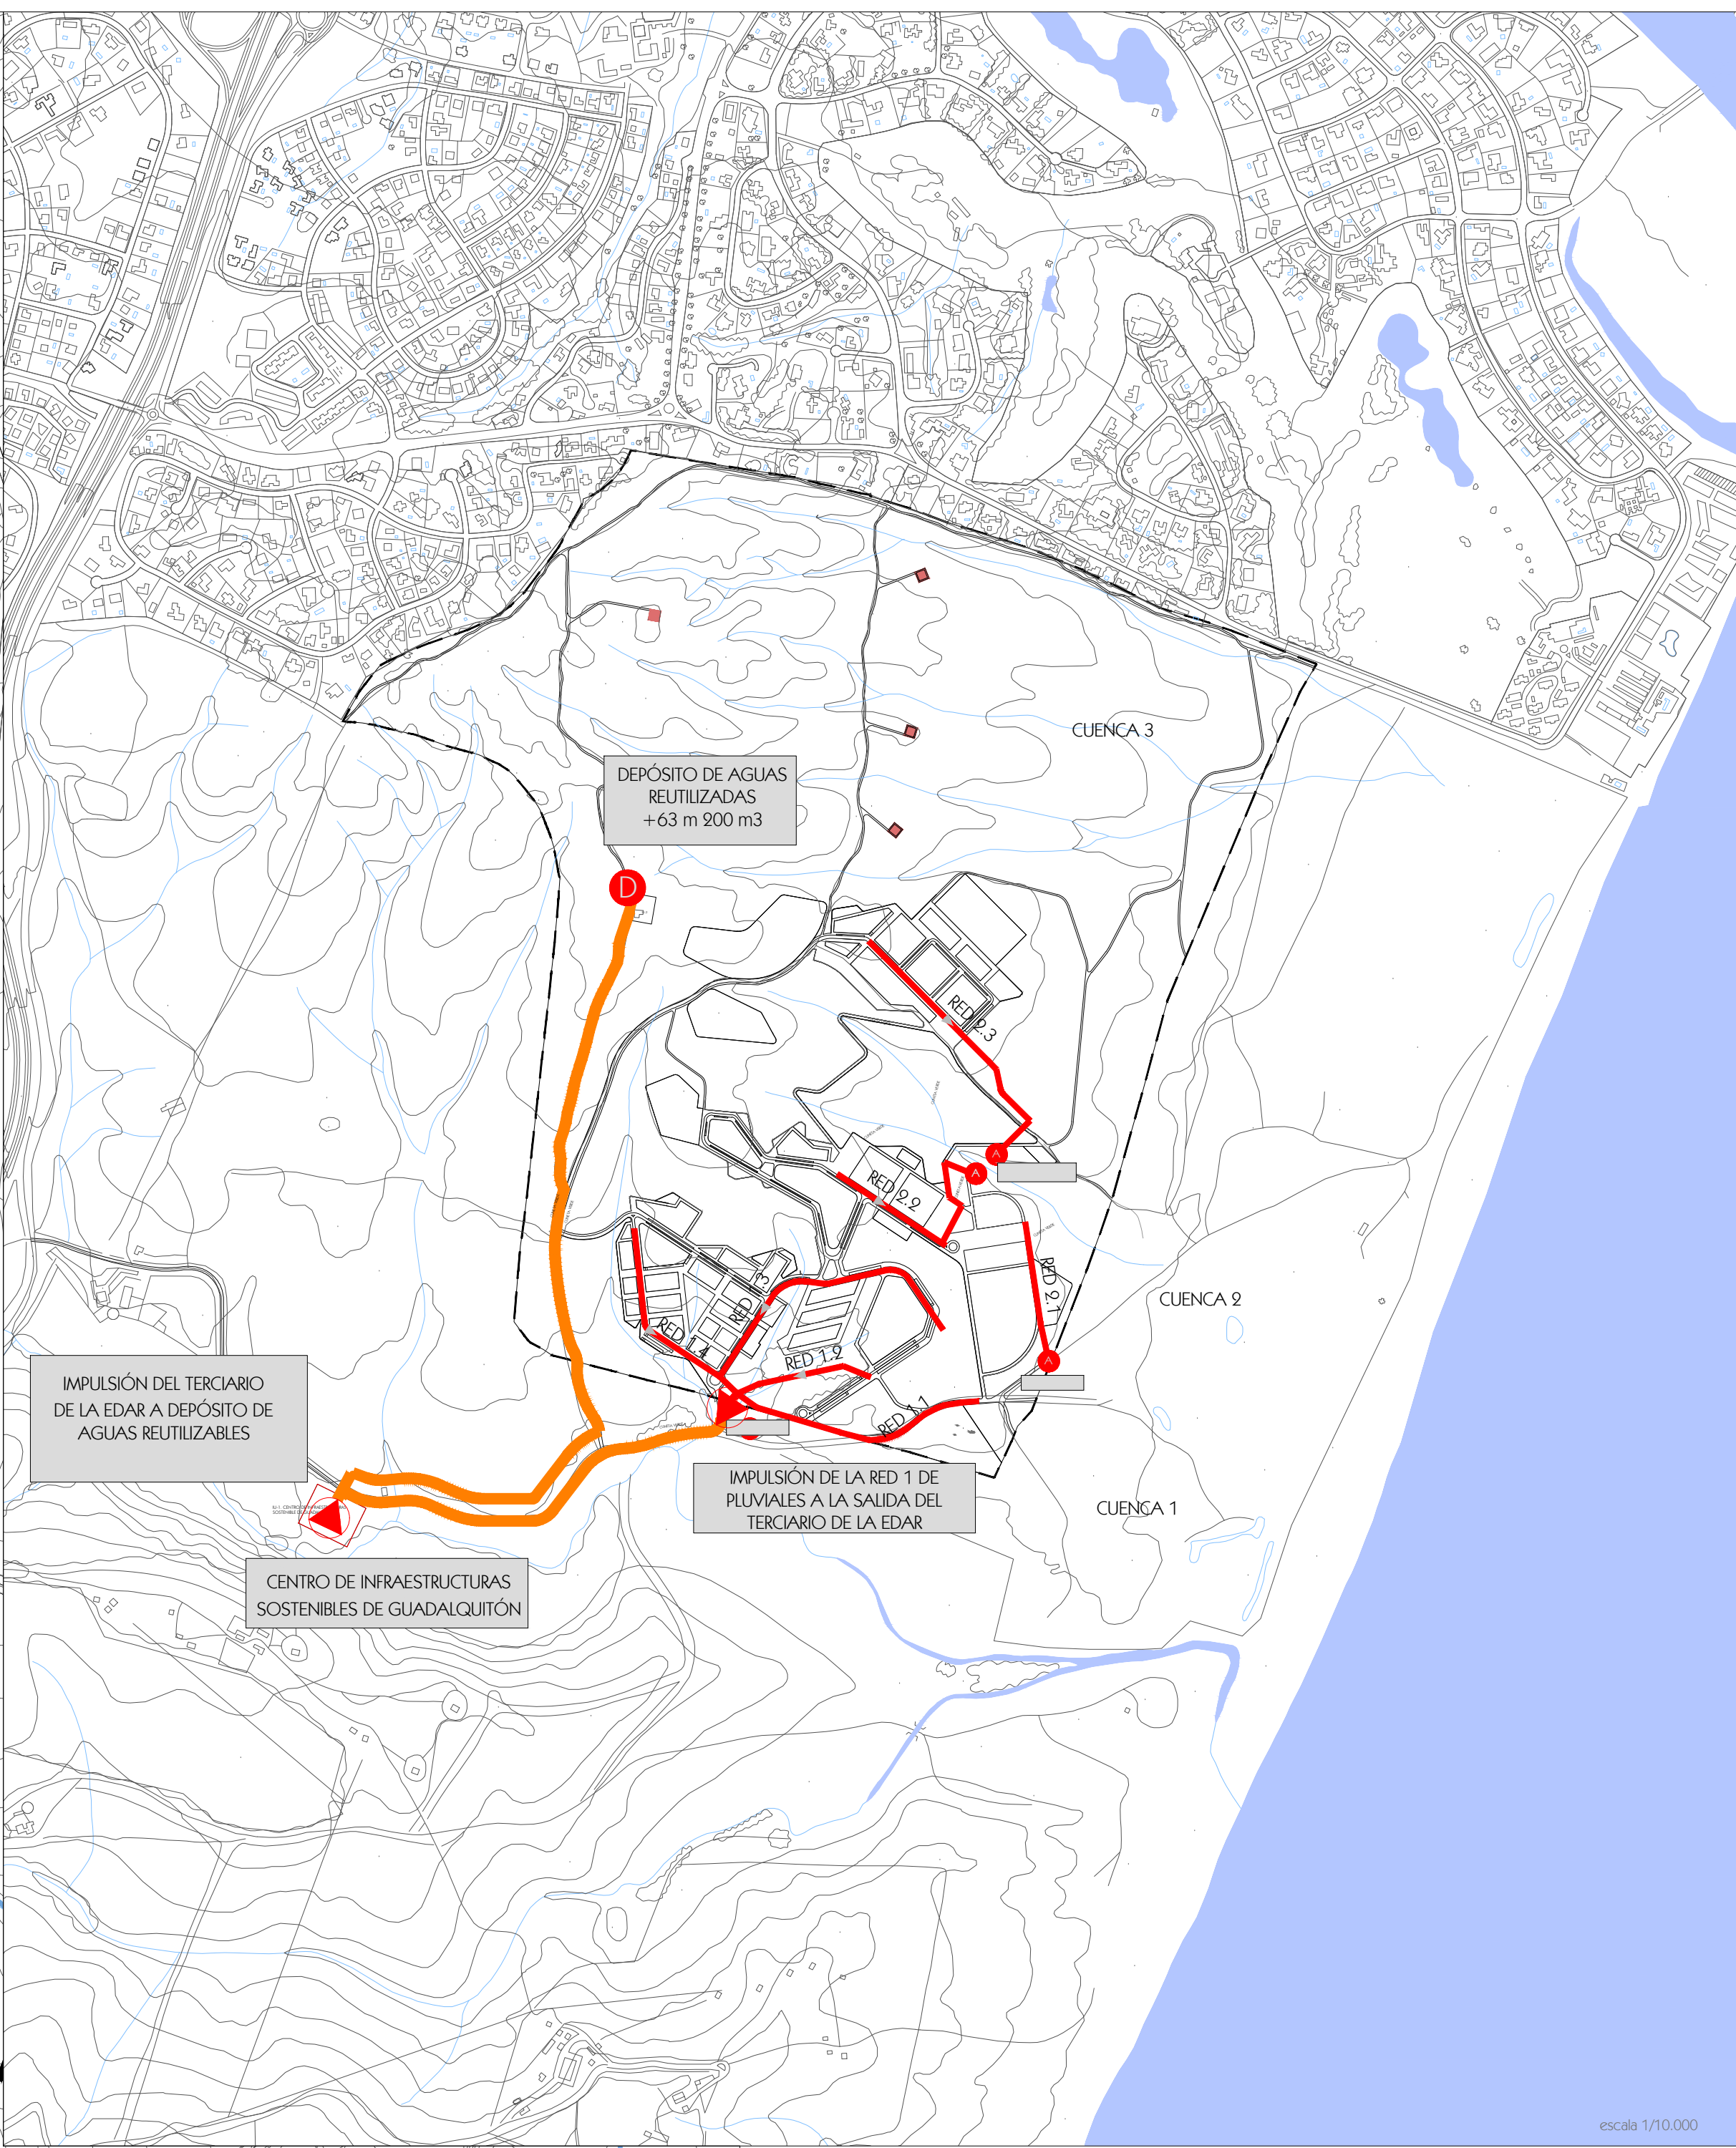 CUENCA 3
DEPÓSITO DE AGUAS
REUTILIZADAS
+63 m 200 m3
D
RED 2.3
A
A
RED 2.2
RED 2.1
CUENCA 2
RED 1.4
RED 1.2
A
RED 1.1
IMPULSIÓN DEL TERCIARIO
DE LA EDAR A DEPÓSITO DE
AGUAS REUTILIZABLES
IMPULSIÓN DE LA RED 1 DE
PLUVIALES A LA SALIDA DEL
TERCIARIO DE LA EDAR
CUENCA 1
CENTRO DE INFRAESTRUCTURAS
SOSTENIBLES DE GUADALQUITÓN
escala 1/10.000